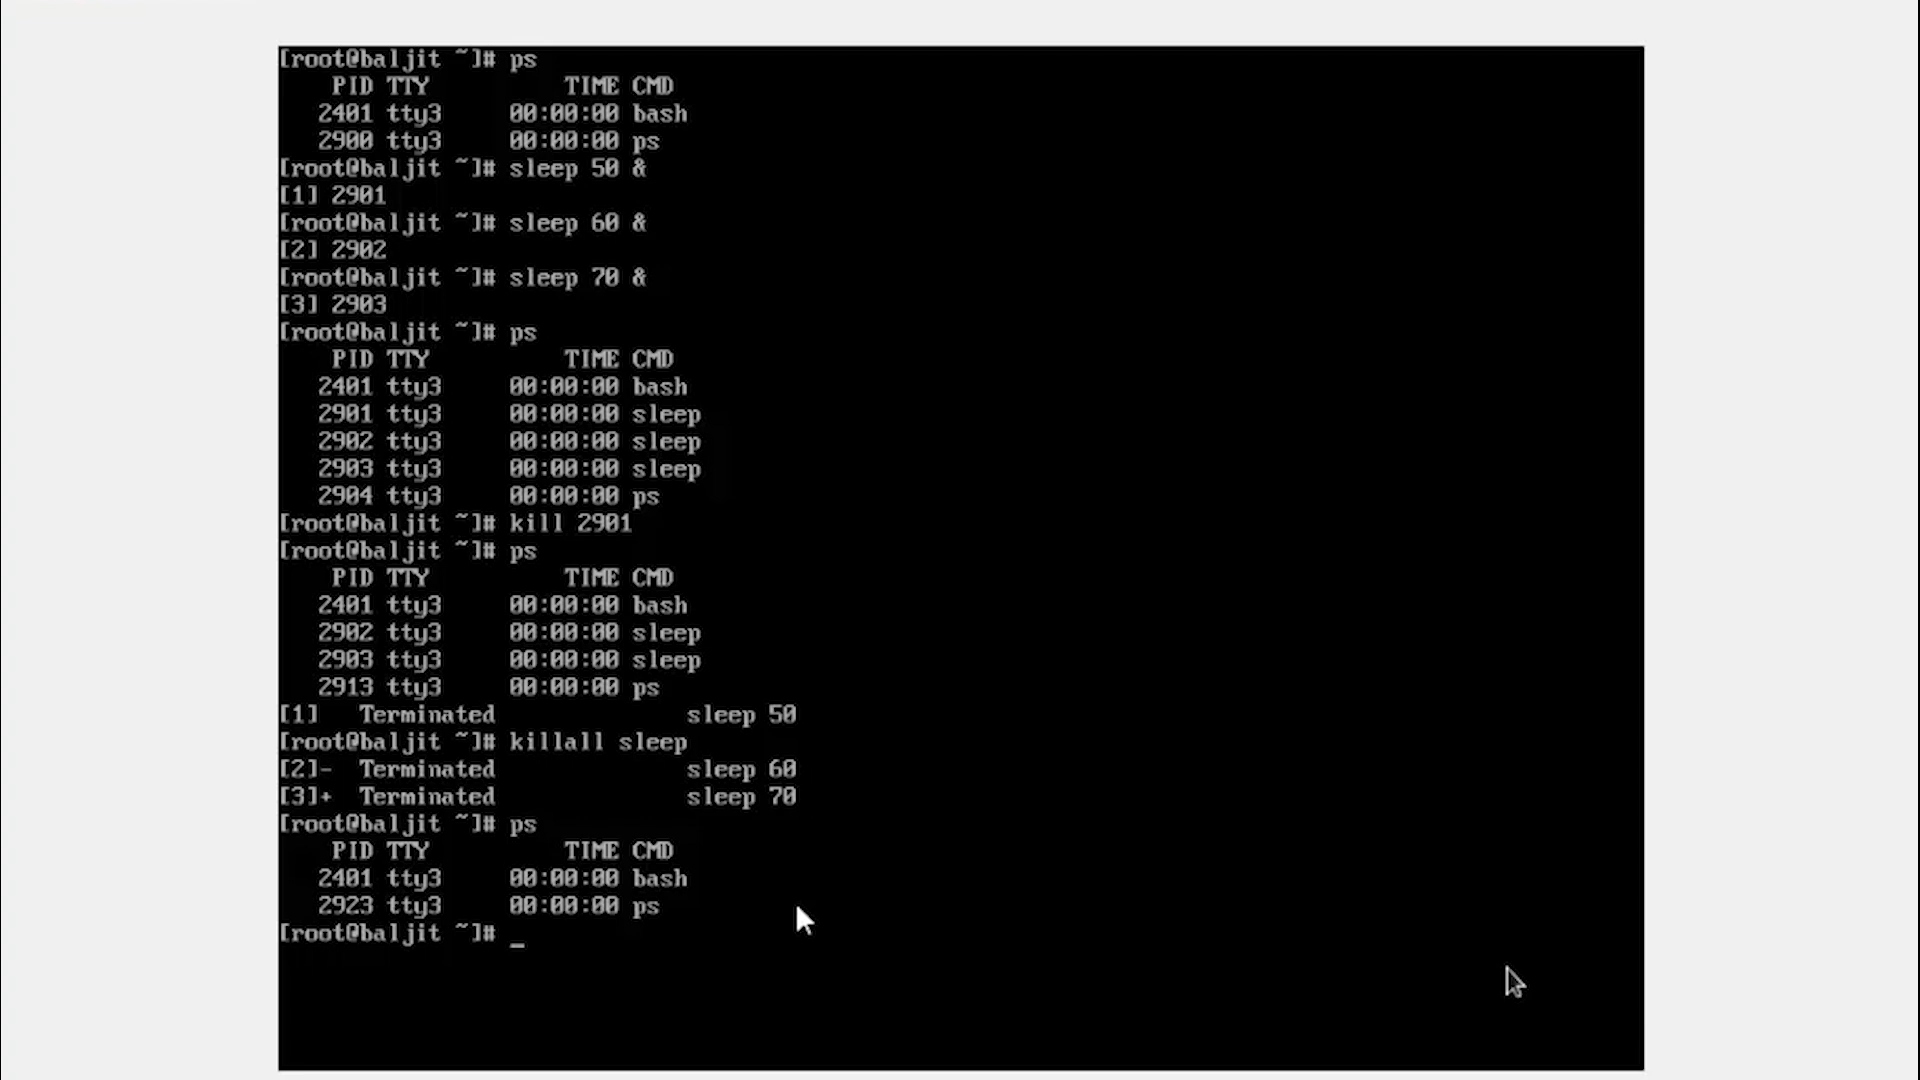 [root@baljit ~]# ps
    PID TTY          TIME CMD
   2401 tty3     00:00:00 bash
   2900 tty3     00:00:00 ps
[root@baljit ~]# sleep 50 &
[1] 2901
[root@baljit ~]# sleep 60 &
[2] 2902
[root@baljit ~]# sleep 70 &
[3] 2903
[root@baljit ~]# ps
    PID TTY          TIME CMD
   2401 tty3     00:00:00 bash
   2901 tty3     00:00:00 sleep
   2902 tty3     00:00:00 sleep
   2903 tty3     00:00:00 sleep
   2904 tty3     00:00:00 ps
[root@baljit ~]# kill 2901
[root@baljit ~]# ps
    PID TTY          TIME CMD
   2401 tty3     00:00:00 bash
   2902 tty3     00:00:00 sleep
   2903 tty3     00:00:00 sleep
   2913 tty3     00:00:00 ps
[1]   Terminated              sleep 50
[root@baljit ~]# killall sleep
[2]-  Terminated              sleep 60
[3]+  Terminated              sleep 70
[root@baljit ~]# ps
    PID TTY          TIME CMD
   2401 tty3     00:00:00 bash
   2923 tty3     00:00:00 ps
[root@baljit ~]# _